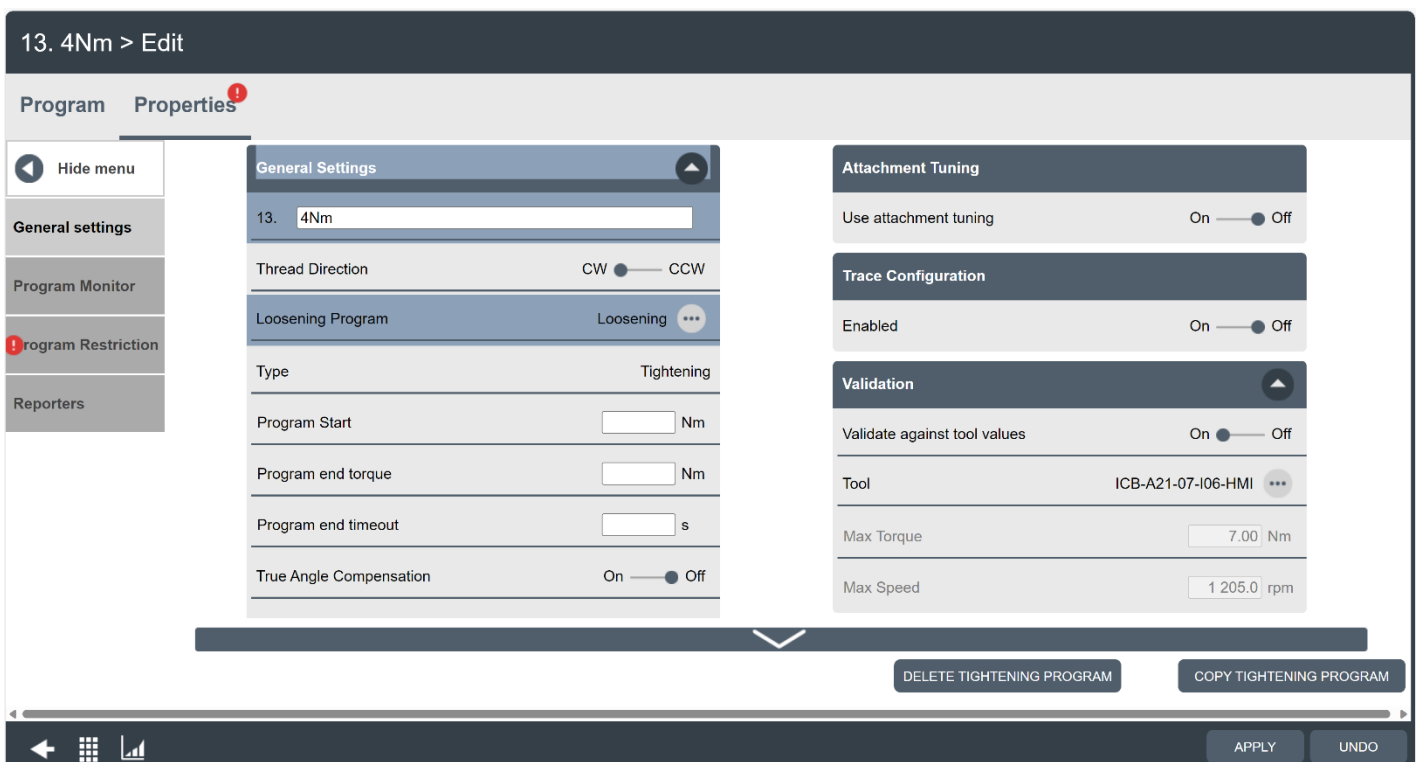 13. 4Nm > Edit
Program
Properties
!
Hide menu
General settings
Program Monitor
! rogram Restriction
Reporters
General Settings
13. 4Nm
Thread Direction CW CCW
Loosening Program Loosening
Type Tightening
Program Start Nm
Program end torque Nm
Program end timeout s
True Angle Compensation On Off
Attachment Tuning
Use attachment tuning On Off
Trace Configuration
Enabled On Off
Validation
Validate against tool values On Off
Tool ICB-A21-07-I06-HMI
Max Torque 7.00 Nm
Max Speed 1 205.0 rpm
DELETE TIGHTENING PROGRAM
COPY TIGHTENING PROGRAM
APPLY
UNDO